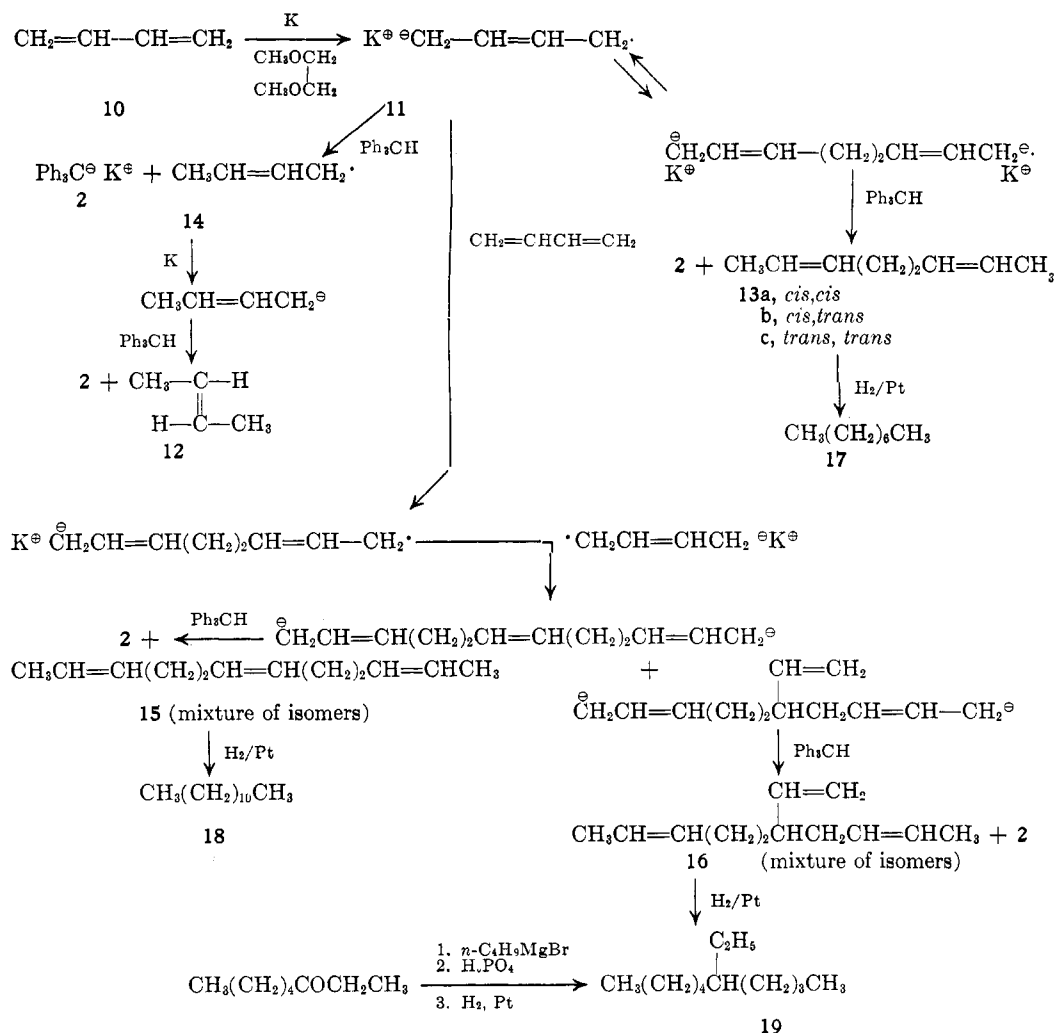 CH₂=CH—CH=CH₂
K
CH₃OCH₂
CH₃OCH₂
K⊕ ⊖CH₂—CH=CH—CH₂·
10
11
Ph₃CH
Ph₃C⊖ K⊕ + CH₃CH=CHCH₂·
2
14
⊖CH₂CH=CH—(CH₂)₂CH=CHCH₂⊖·
K⊕ K⊖
Ph₃CH
K
CH₂=CHCH=CH₂
CH₃CH=CHCH₂⊖
2 + CH₃CH=CH(CH₂)₂CH=CHCH₃
13a, cis,cis
b, cis,trans
c, trans, trans
Ph₃CH
2 + CH₃—C—H
H—C—CH₃
12
H₂/Pt
CH₃(CH₂)₆CH₃
17
K⊕ ⊖CH₂CH=CH(CH₂)₂CH=CH—CH₂· ·CH₂CH=CHCH₂ ⊖K⊕
2 + Ph₃CH ⊖CH₂CH=CH(CH₂)₂CH=CH(CH₂)₂CH=CHCH₂⊖
CH₃CH=CH(CH₂)₂CH=CH(CH₂)₂CH=CHCH₃
+
15 (mixture of isomers)
CH=CH₂
⊖CH₂CH=CH(CH₂)₂CHCH₂CH=CH—CH₂⊖
H₂/Pt
Ph₃CH
CH₃(CH₂)₁₀CH₃
18
CH=CH₂
CH₃CH=CH(CH₂)₂CHCH₂CH=CHCH₃ + 2
16 (mixture of isomers)
H₂/Pt
C₂H₅
CH₃(CH₂)₄COCH₂CH₃
1. n-C₄H₉MgBr
2. H₃PO₄
3. H₂, Pt
CH₃(CH₂)₄CH(CH₂)₃CH₃
19